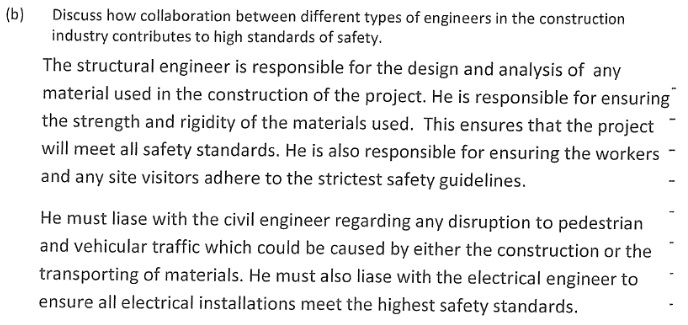 (b) Discuss how collaboration between different types of engineers in the construction
industry contributes to high standards of safety.
The structural engineer is responsible for the design and analysis of any
material used in the construction of the project. He is responsible for ensuring
the strength and rigidity of the materials used. This ensures that the project
will meet all safety standards. He is also responsible for ensuring the workers
and any site visitors adhere to the strictest safety guidelines.
He must liase with the civil engineer regarding any disruption to pedestrian
and vehicular traffic which could be caused by either the construction or the
transporting of materials. He must also liase with the electrical engineer to
ensure all electrical installations meet the highest safety standards.